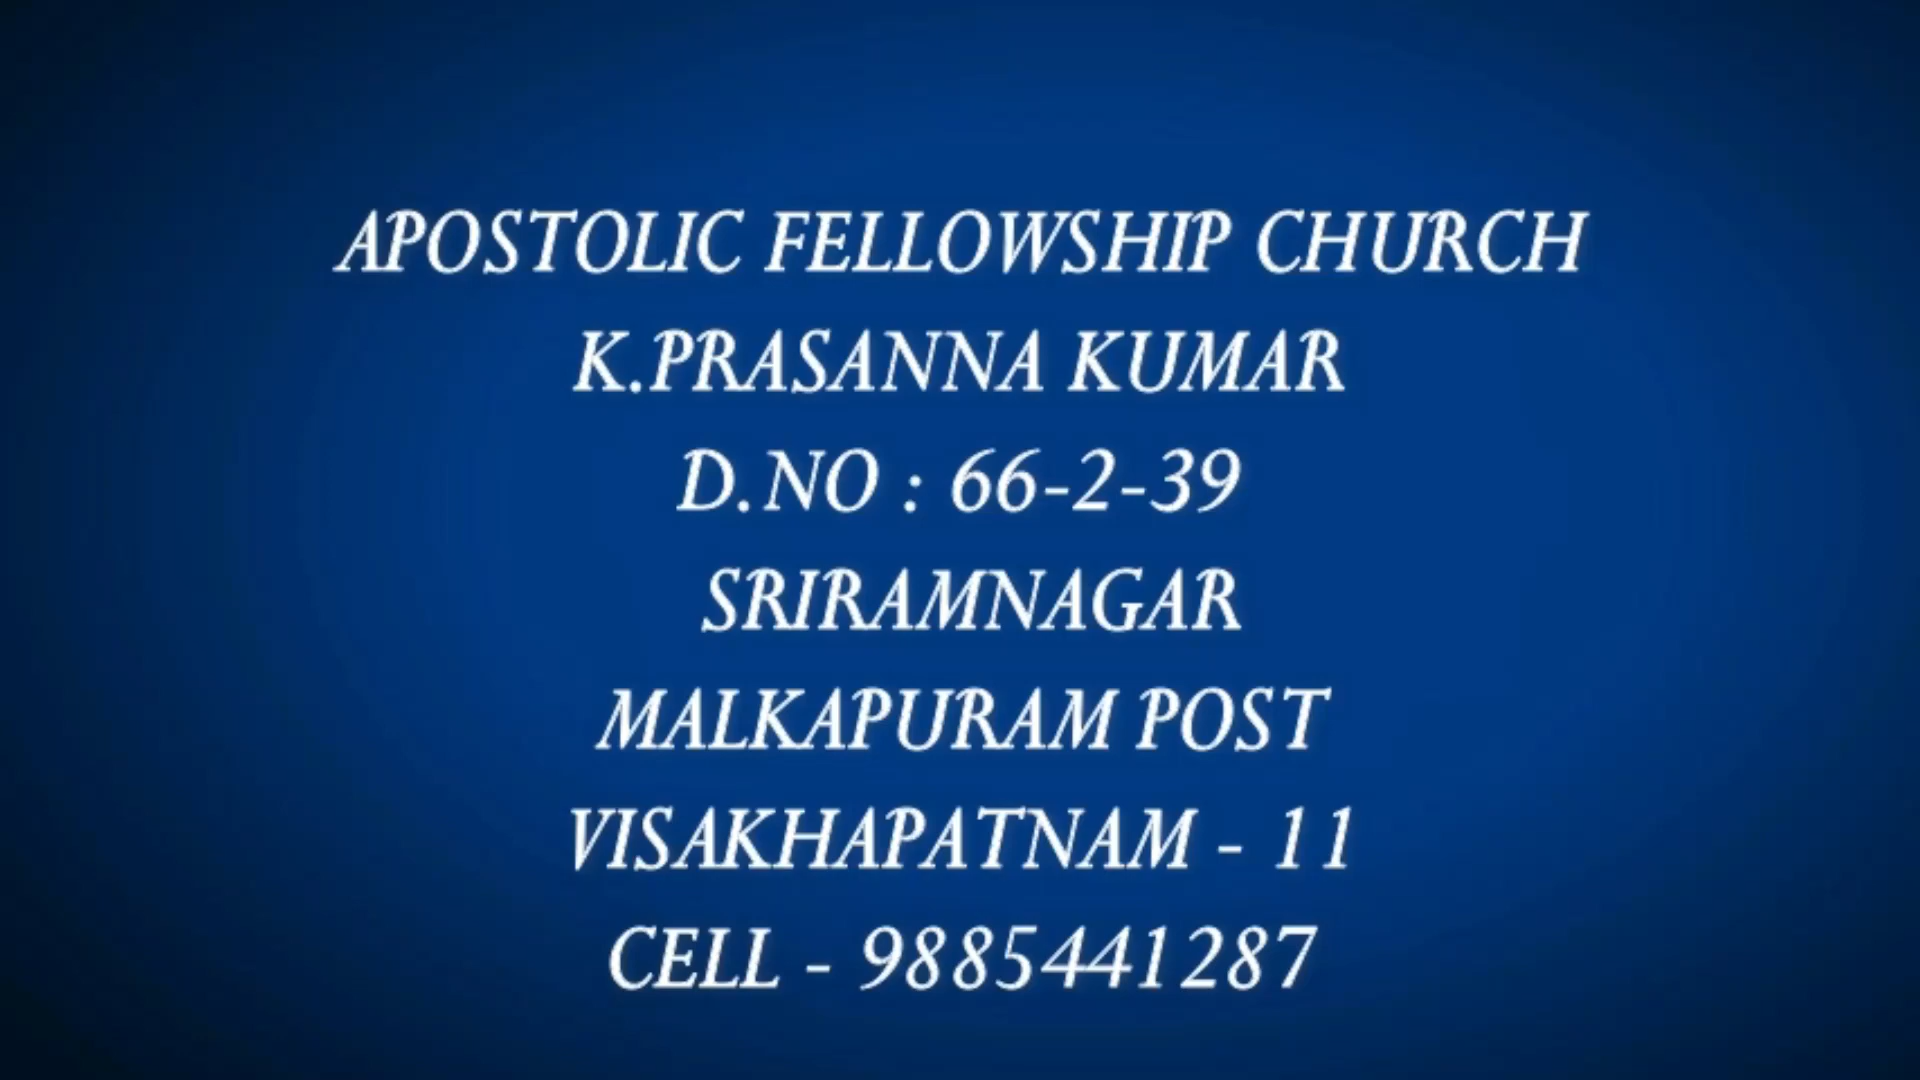 APOSTOLIC FELLOWSHIP CHURCH
K.PRASANNA KUMAR
D.NO : 66-2-39
SRIRAMNAGAR
MALKAPURAM POST
VISAKHAPATNAM - 11
CELL - 9885441287